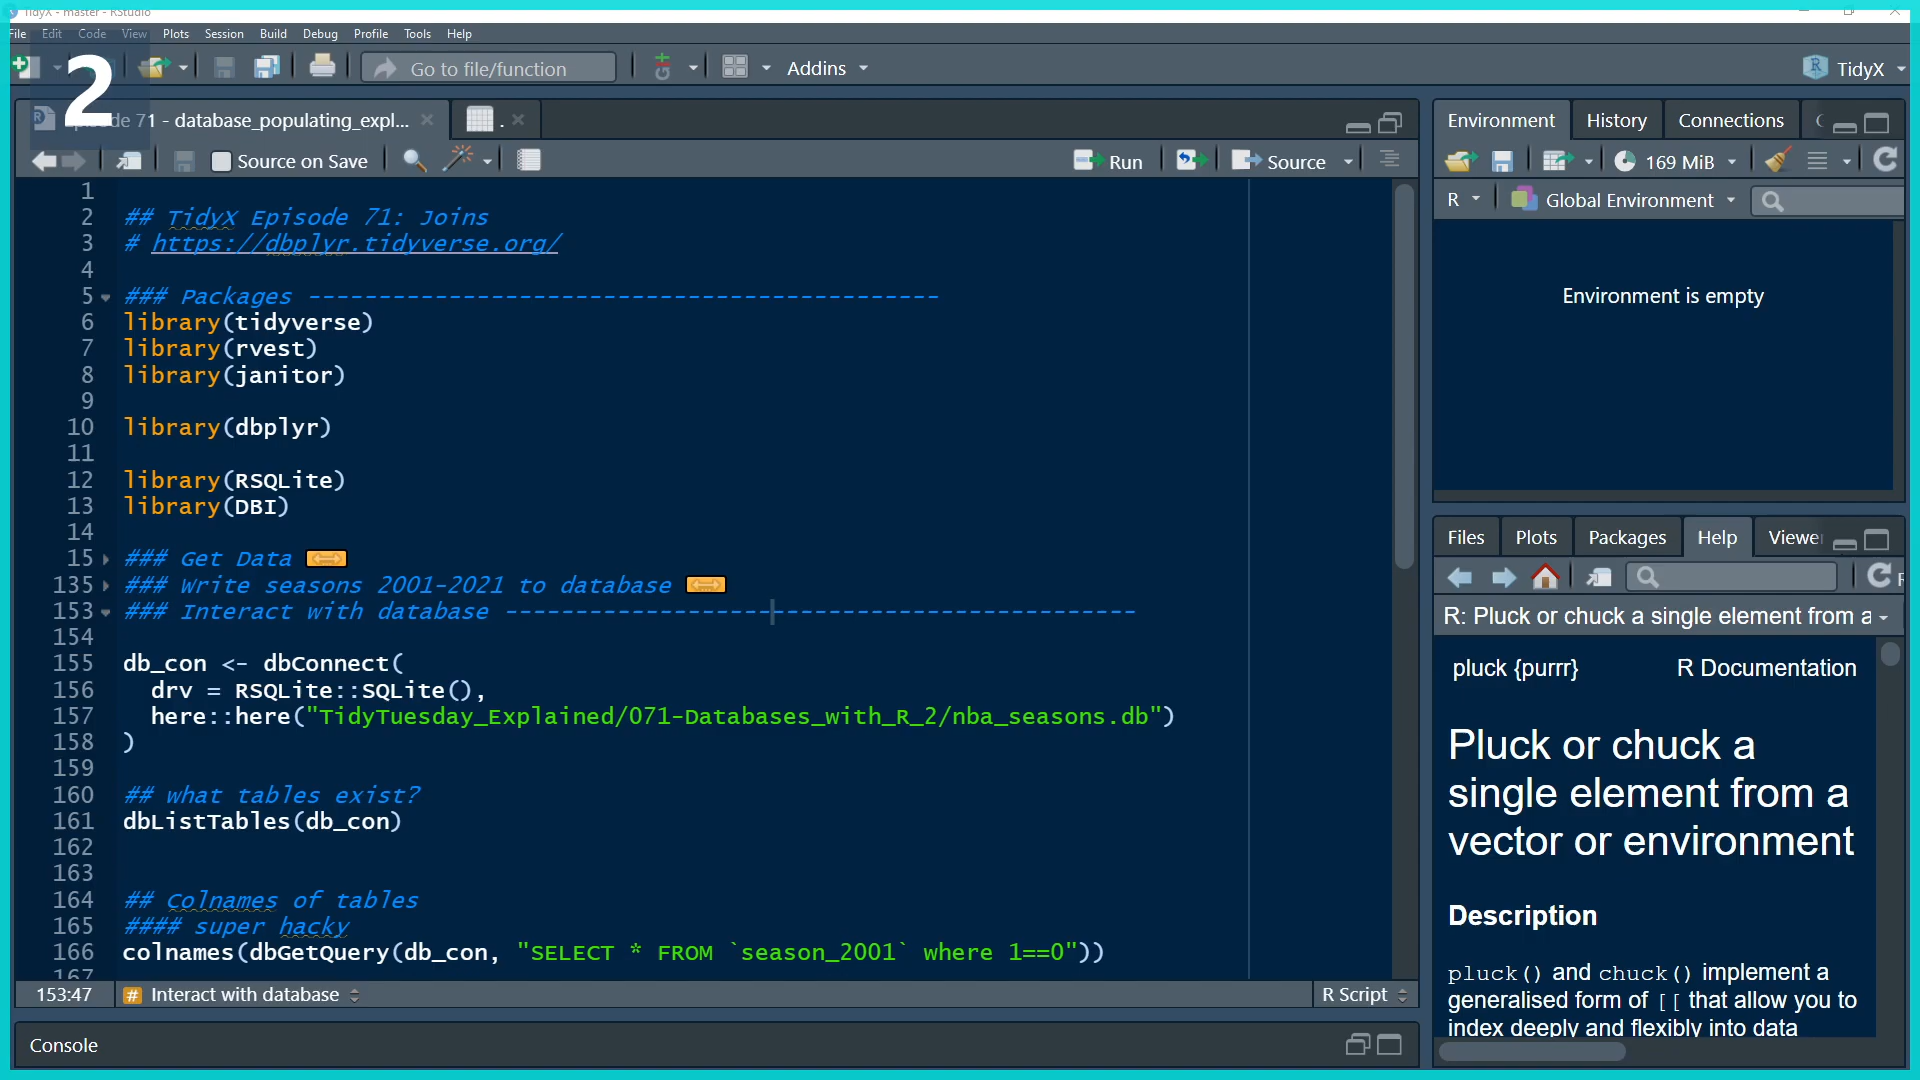 TidyX - master - RStudio
File Edit Code View Plots Session Build Debug Profile Tools Help
2
Go to file/function
Addins
TidyX
71 - database_populating_expl...
.
Source on Save
Run
Source
1
2 ## TidyX Episode 71: Joins
3 # https://dbplyr.tidyverse.org/
4
5 ### Packages ---------------------------------------------
6 library(tidyverse)
7 library(rvest)
8 library(janitor)
9
10 library(dbplyr)
11
12 library(RSQLite)
13 library(DBI)
14
15 ### Get Data
135 ### Write seasons 2001-2021 to database
153 ### Interact with database ---------------------------------------------
154
155 db_con <- dbConnect(
156   drv = RSQLite::SQLite(),
157   here::here("TidyTuesday_Explained/071-Databases_with_R_2/nba_seasons.db")
158 )
159
160 ## what tables exist?
161 dbListTables(db_con)
162
163
164 ## Colnames of tables
165 #### super hacky
166 colnames(dbGetQuery(db_con, "SELECT * FROM `season_2001` where 1==0"))
167
153:47
# Interact with database
R Script
Console
Environment History Connections
169 MiB
R
Global Environment
Environment is empty
Files Plots Packages Help Viewe
R: Pluck or chuck a single element from a
pluck {purrr} R Documentation
Pluck or chuck a
single element from a
vector or environment
Description
pluck() and chuck() implement a
generalised form of [[ that allow you to
index deeply and flexibly into data